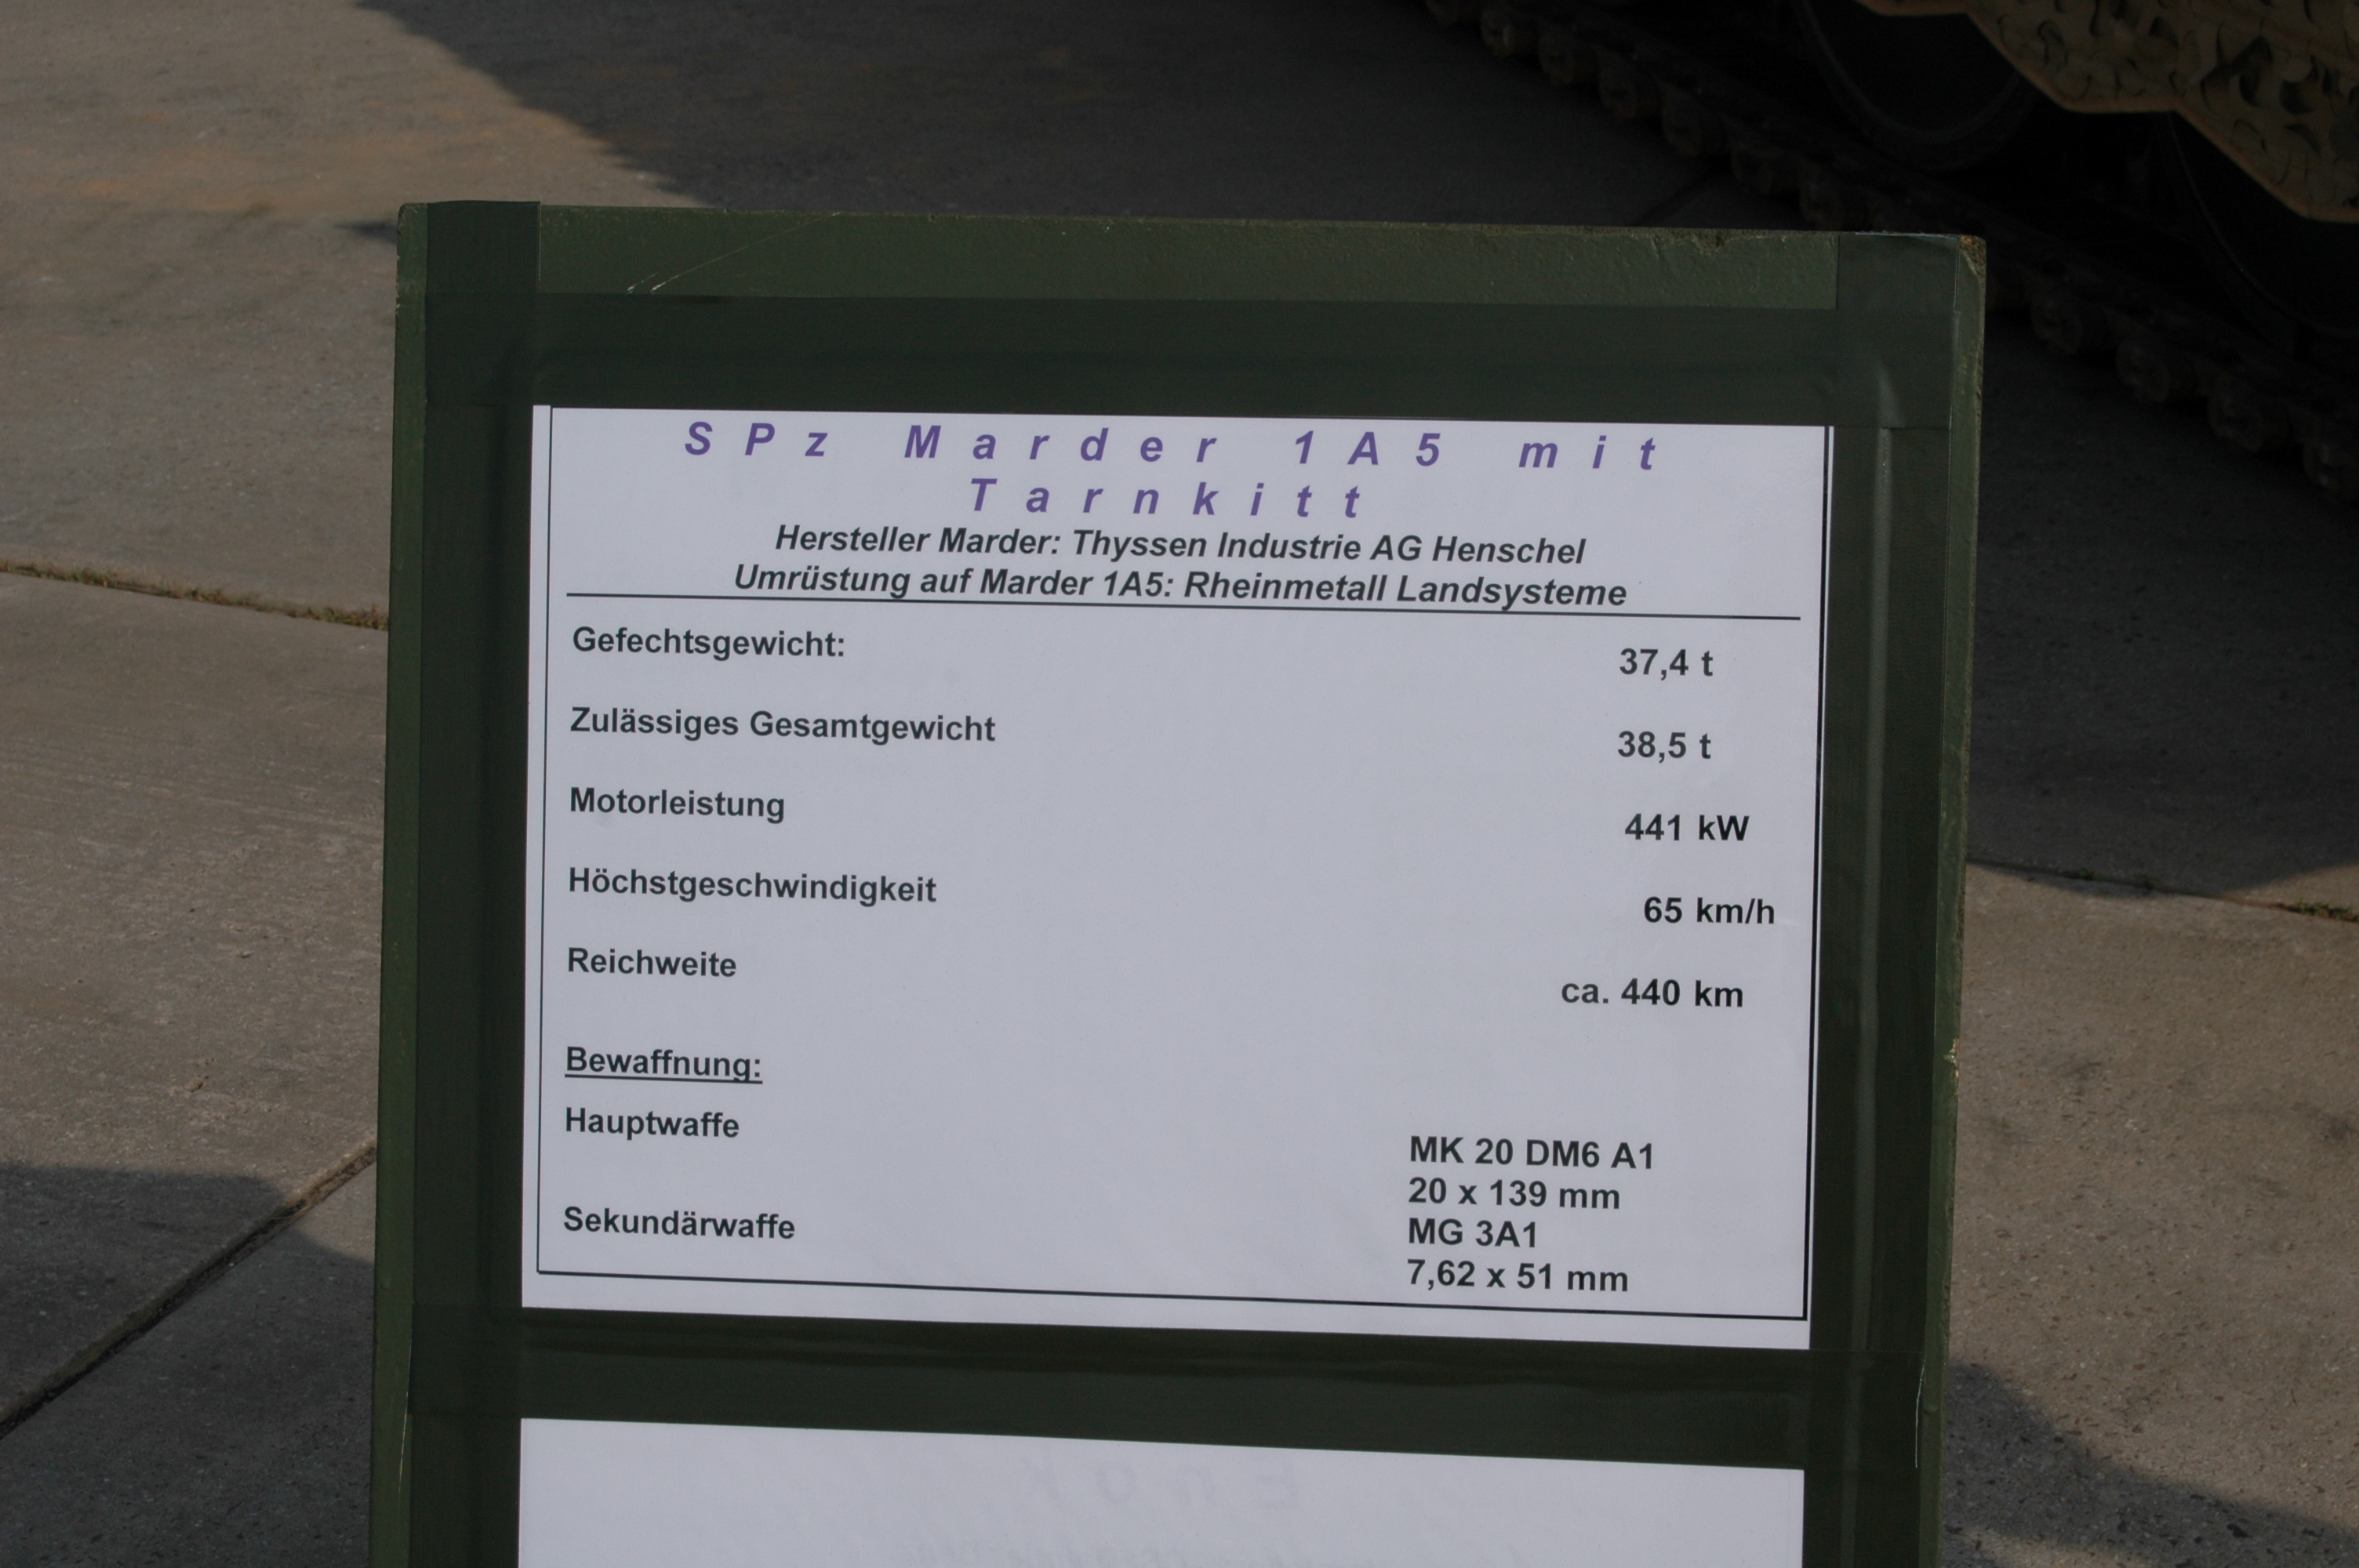 SPz Marder 1A5 mit
Tarnkitt
Hersteller Marder: Thyssen Industrie AG Henschel
Umrüstung auf Marder 1A5: Rheinmetall Landsysteme
Gefechtsgewicht: 37,4 t
Zulässiges Gesamtgewicht 38,5 t
Motorleistung 441 kW
Höchstgeschwindigkeit 65 km/h
Reichweite ca. 440 km
Bewaffnung:
Hauptwaffe MK 20 DM6 A1
20 x 139 mm
Sekundärwaffe MG 3A1
7,62 x 51 mm